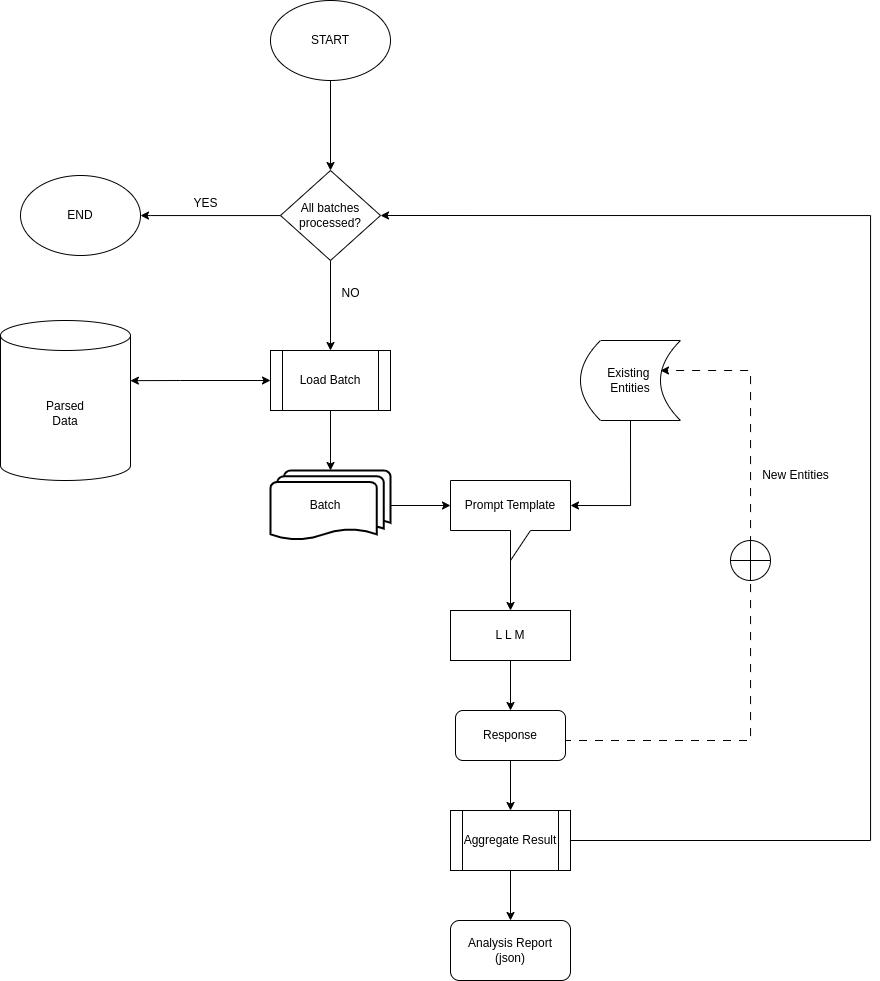 START
END
YES
All batches
processed?
NO
Parsed
Data
Load Batch
Existing
Entities
New Entities
Batch
Prompt Template
L L M
Response
Aggregate Result
Analysis Report
(json)